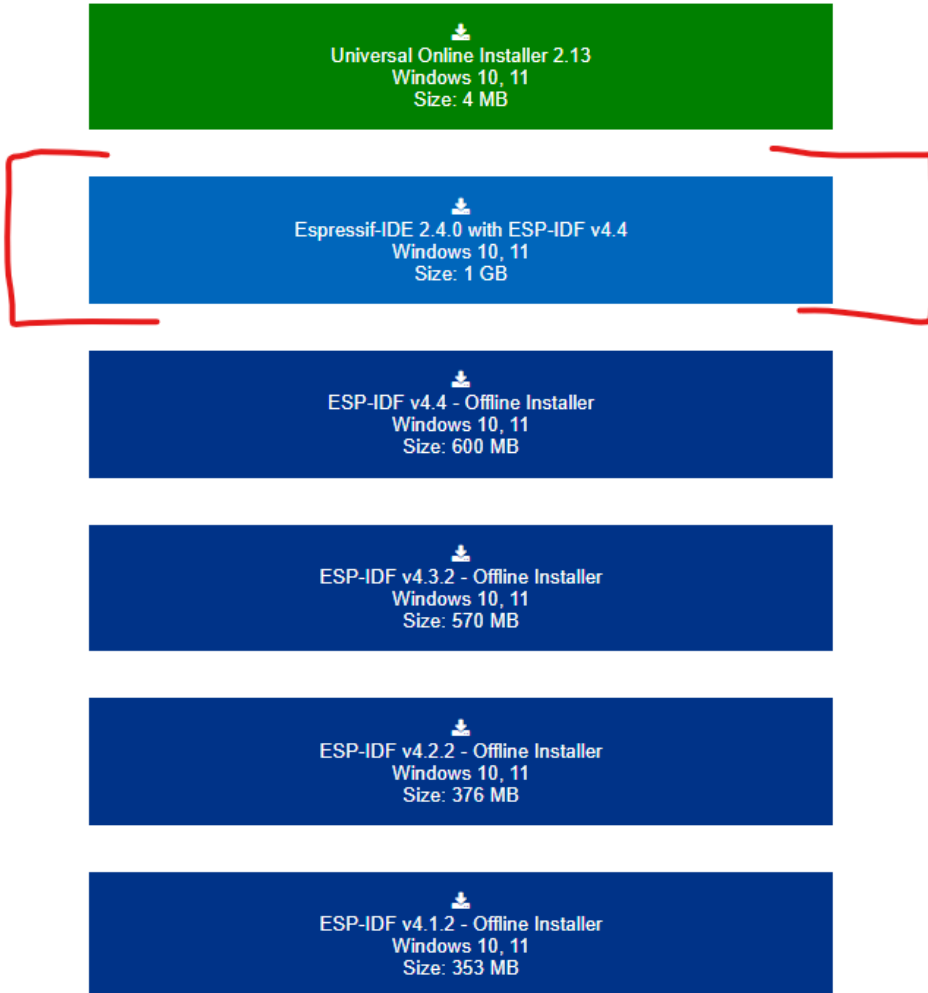 Universal Online Installer 2.13
Windows 10, 11
Size: 4 MB
Espressif-IDE 2.4.0 with ESP-IDF v4.4
Windows 10, 11
Size: 1 GB
ESP-IDF v4.4 - Offline Installer
Windows 10, 11
Size: 600 MB
ESP-IDF v4.3.2 - Offline Installer
Windows 10, 11
Size: 570 MB
ESP-IDF v4.2.2 - Offline Installer
Windows 10, 11
Size: 376 MB
ESP-IDF v4.1.2 - Offline Installer
Windows 10, 11
Size: 353 MB